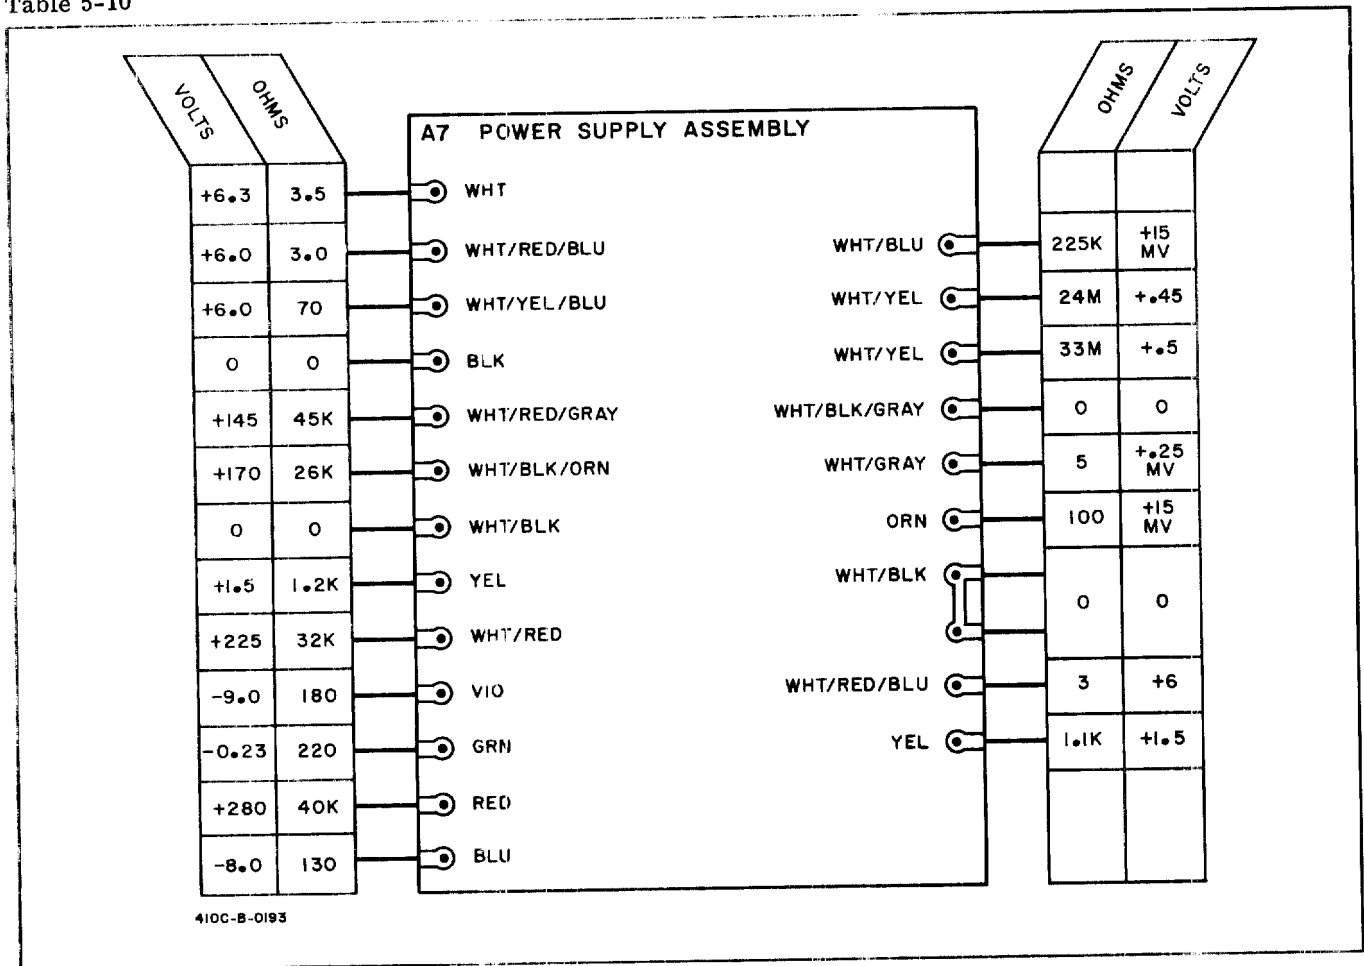 Table 5-10
VOLTS OHMS
A7 POWER SUPPLY ASSEMBLY
OHMS VOLTS
+6.3 3.5 WHT
+6.0 3.0 WHT/RED/BLU
+6.0 70 WHT/YEL/BLU
0 0 BLK
+145 45K WHT/RED/GRAY
+170 26K WHT/BLK/ORN
0 0 WHT/BLK
+1.5 1.2K YEL
+225 32K WHT/RED
-9.0 180 VIO
-0.23 220 GRN
+280 40K RED
-8.0 130 BLU
WHT/BLU 225K +15 MV
WHT/YEL 24M +.45
WHT/YEL 33M +.5
WHT/BLK/GRAY 0 0
WHT/GRAY 5 +.25 MV
ORN 100 +15 MV
WHT/BLK 0 0
WHT/RED/BLU 3 +6
YEL 1.1K +1.5
410C-B-0193